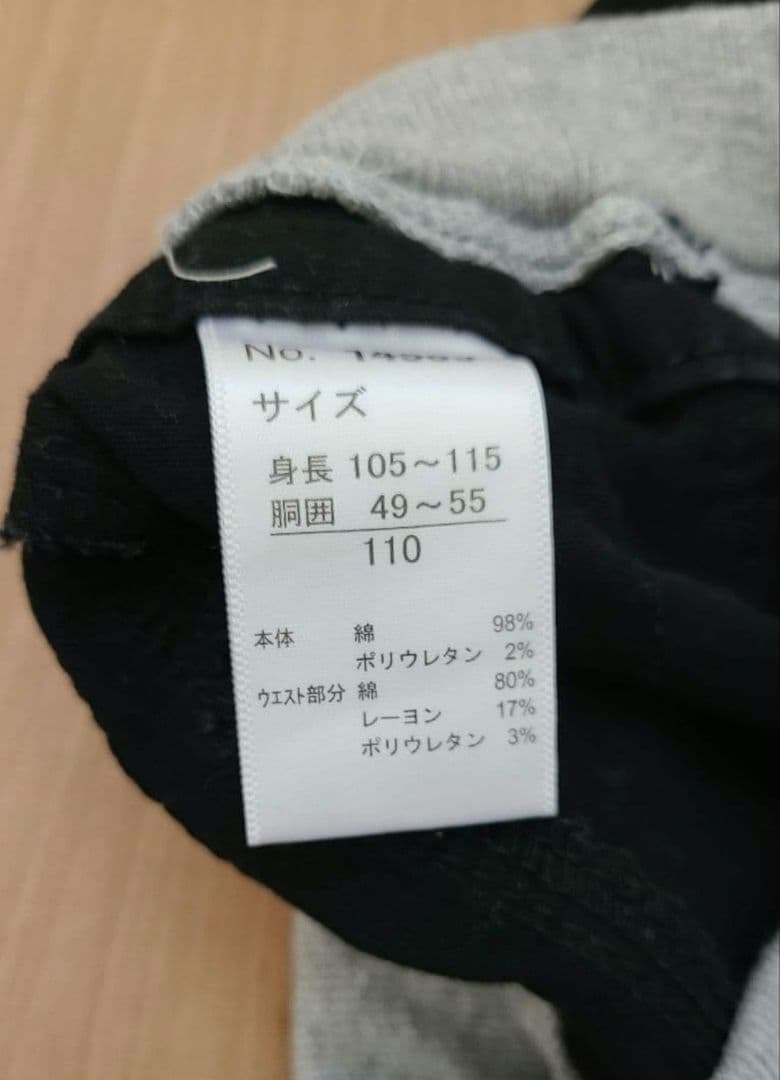 No.
サイズ
身長 105～115
胴囲 49～55
110
本体 綿 98%
ポリウレタン 2%
ウエスト部分 綿 80%
レーヨン 17%
ポリウレタン 3%